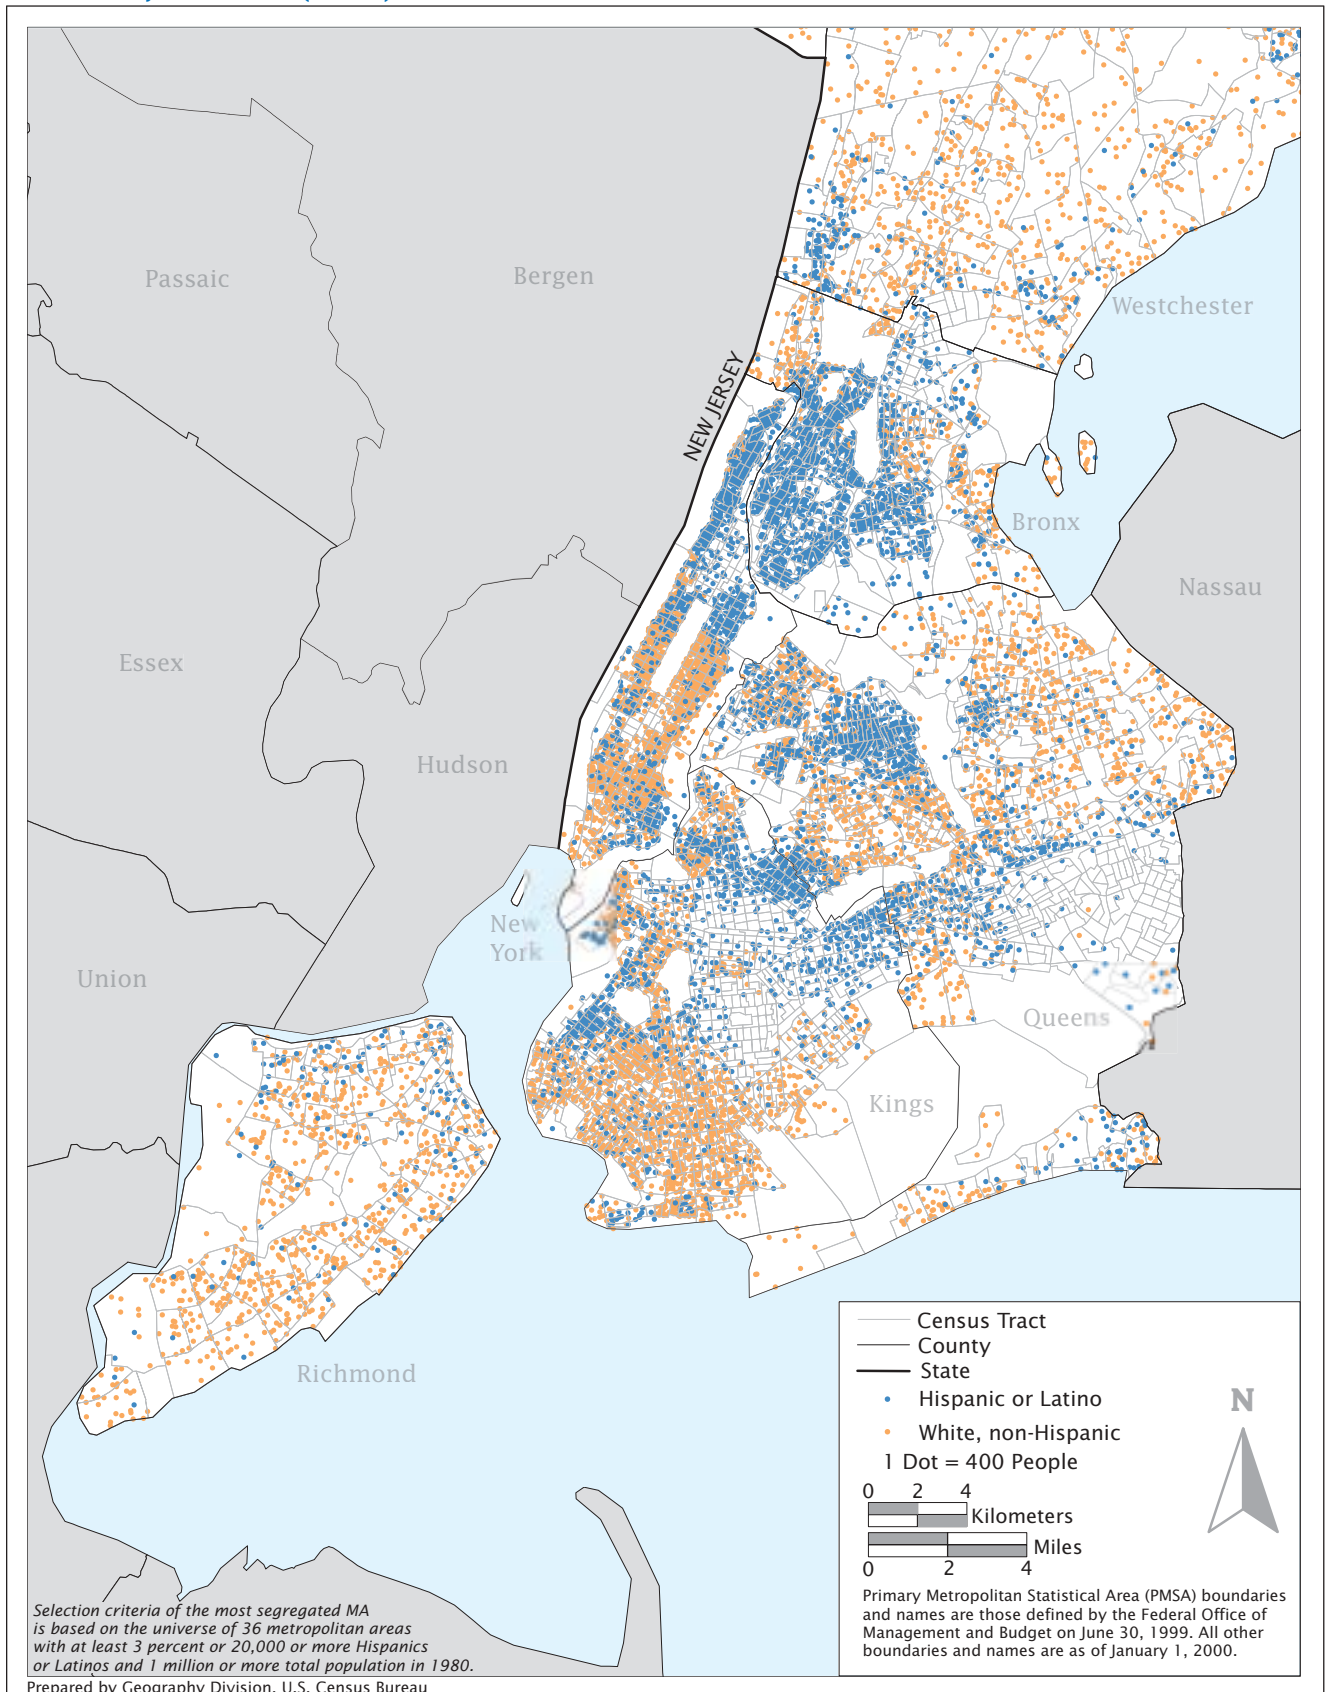 Passaic
Bergen
Westchester
NEW JERSEY
Bronx
Nassau
Essex
Hudson
New
York
Union
Queens
Kings
Richmond
Census Tract
County
State
Hispanic or Latino
White, non-Hispanic
1 Dot = 400 People
N
0 2 4
Kilometers
Miles
0 2 4
Primary Metropolitan Statistical Area (PMSA) boundaries
and names are those defined by the Federal Office of
Management and Budget on June 30, 1999. All other
boundaries and names are as of January 1, 2000.
Selection criteria of the most segregated MA
is based on the universe of 36 metropolitan areas
with at least 3 percent or 20,000 or more Hispanics
or Latinos and 1 million or more total population in 1980.
Prepared by Geography Division, U.S. Census Bureau